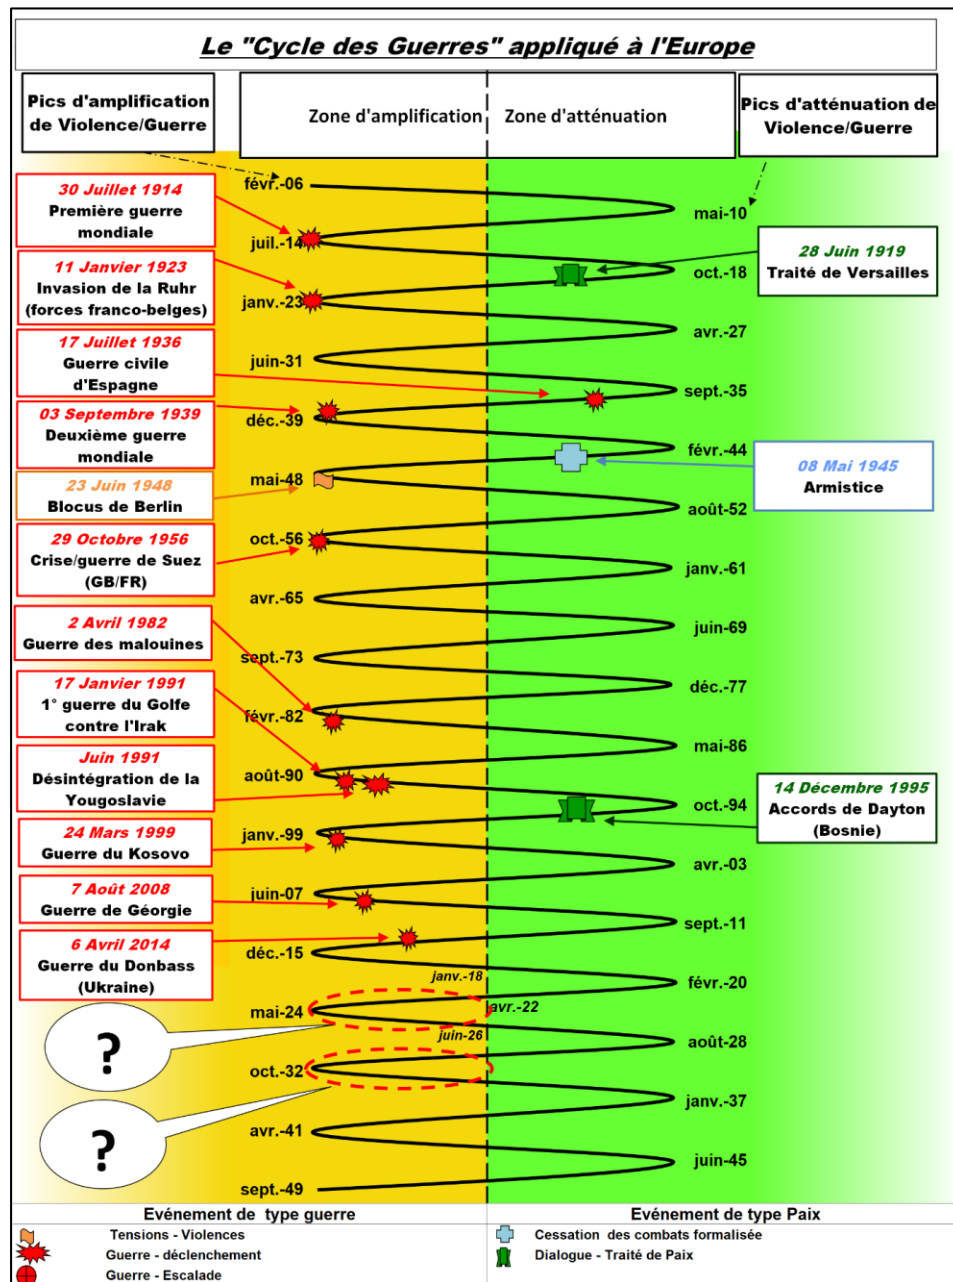 Le "Cycle des Guerres" appliqué à l'Europe
Pics d'amplification
de Violence/Guerre
Zone d'amplification
Zone d'atténuation
Pics d'atténuation de
Violence/Guerre
févr.-06
mai-10
30 Juillet 1914
Première guerre
mondiale
juil.-14
28 Juin 1919
Traité de Versailles
oct.-18
11 Janvier 1923
Invasion de la Ruhr
(forces franco-belges)
janv.-23
avr.-27
17 Juillet 1936
Guerre civile
d'Espagne
juin-31
sept.-35
03 Septembre 1939
Deuxième guerre
mondiale
déc.-39
févr.-44
08 Mai 1945
Armistice
23 Juin 1948
Blocus de Berlin
mai-48
août-52
29 Octobre 1956
Crise/guerre de Suez
(GB/FR)
oct.-56
janv.-61
avr.-65
juin-69
2 Avril 1982
Guerre des malouines
sept.-73
déc.-77
17 Janvier 1991
1° guerre du Golfe
contre l'Irak
févr.-82
mai-86
Juin 1991
Désintégration de la
Yougoslavie
août-90
oct.-94
14 Décembre 1995
Accords de Dayton
(Bosnie)
24 Mars 1999
Guerre du Kosovo
janv.-99
avr.-03
7 Août 2008
Guerre de Géorgie
juin-07
sept.-11
6 Avril 2014
Guerre du Donbass
(Ukraine)
déc.-15
janv.-18
févr.-20
avr.-22
mai-24
?
juin-26
août-28
oct.-32
janv.-37
?
avr.-41
juin-45
sept.-49
Evénement de type guerre
Evénement de type Paix
Tensions - Violences
Cessation des combats formalisée
Guerre - déclenchement
Dialogue - Traité de Paix
Guerre - Escalade